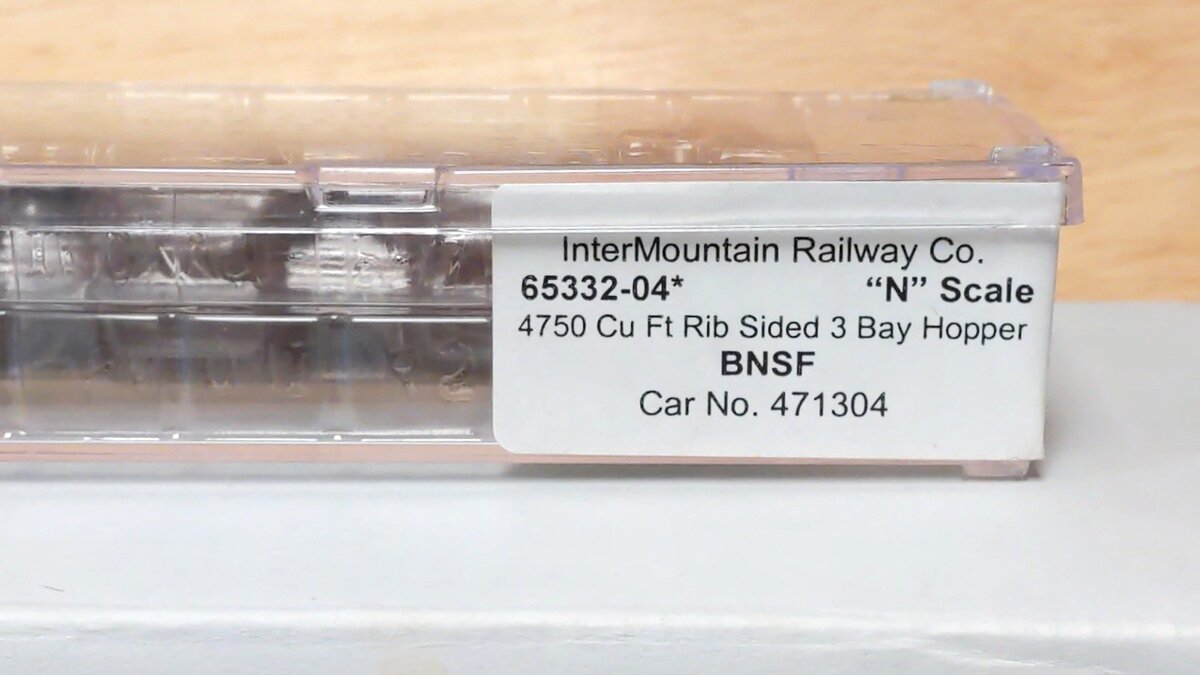 InterMountain Railway Co.
65332-04* “N” Scale
4750 Cu Ft Rib Sided 3 Bay Hopper
BNSF
Car No. 471304